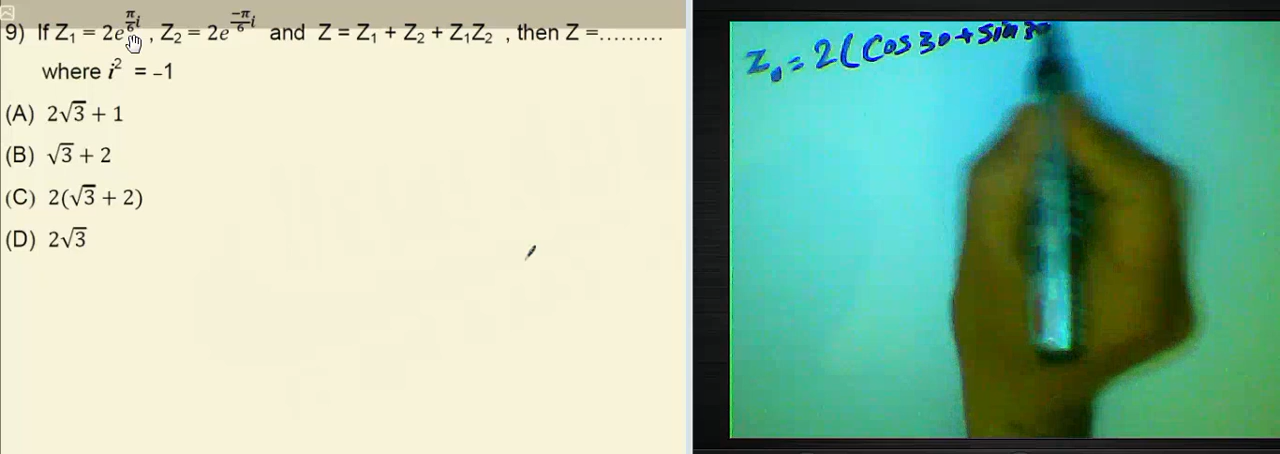 9) If Z₁ = 2e^{π/6 i} , Z₂ = 2e^{-π/6 i} and Z = Z₁ + Z₂ + Z₁Z₂ , then Z =.........
where i² = –1
(A) 2√3 + 1
(B) √3 + 2
(C) 2(√3 + 2)
(D) 2√3
Z₁ = 2(Cos 30 + Sin 30